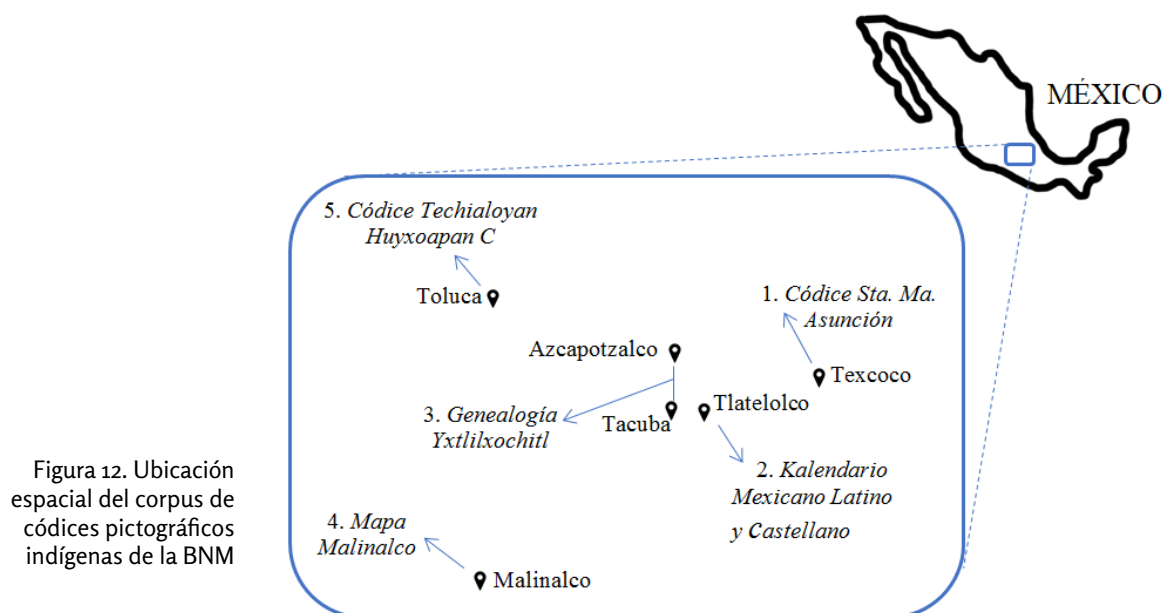 MÉXICO
5. Códice Techialoyan
Huyxoapan C
Toluca
1. Códice Sta. Ma.
Asunción
Azcapotzalco
Texcoco
Tlatelolco
3. Genealogía
Yxtlilxochitl
Tacuba
2. Kalendario
Mexicano Latino
y Castellano
4. Mapa
Malinalco
Malinalco
Figura 12. Ubicación
espacial del corpus de
códices pictográficos
indígenas de la BNM